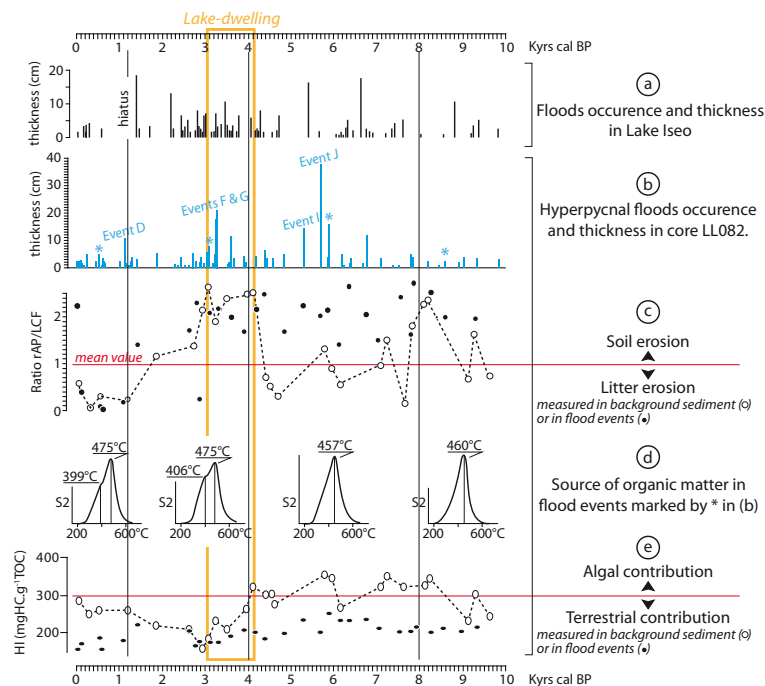 Lake-dwelling
0 1 2 3 4 5 6 7 8 9 10 Kyrs cal BP
thickness (cm)
20
10
0
hiatus
a
Floods occurence and thickness
in Lake Iseo
thickness (cm)
40
30
20
10
0
Event J
Events F & G
Event D
Event I
*
*
*
*
b
Hyperpycnal floods occurence
and thickness in core LL082.
Ratio rAP/LCF
2
1
0
mean value
c
Soil erosion
Litter erosion
measured in background sediment (o)
or in flood events (•)
475°C
399°C
S2
200 600°C
475°C
406°C
S2
200 600°C
457°C
S2
200 600°C
460°C
S2
200 600°C
d
Source of organic matter in
flood events marked by * in (b)
HI (mgHC.g-1TOC)
400
300
200
e
Algal contribution
Terrestrial contribution
measured in background sediment (o)
or in flood events (•)
0 1 2 3 4 5 6 7 8 9 10 Kyrs cal BP